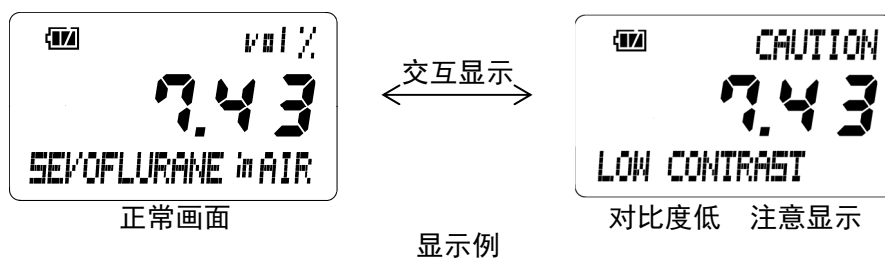 vol%
7.43
SEVOFLURANE in AIR
正常画面
交互显示
CAUTION
7.43
LOW CONTRAST
对比度低 注意显示
显示例